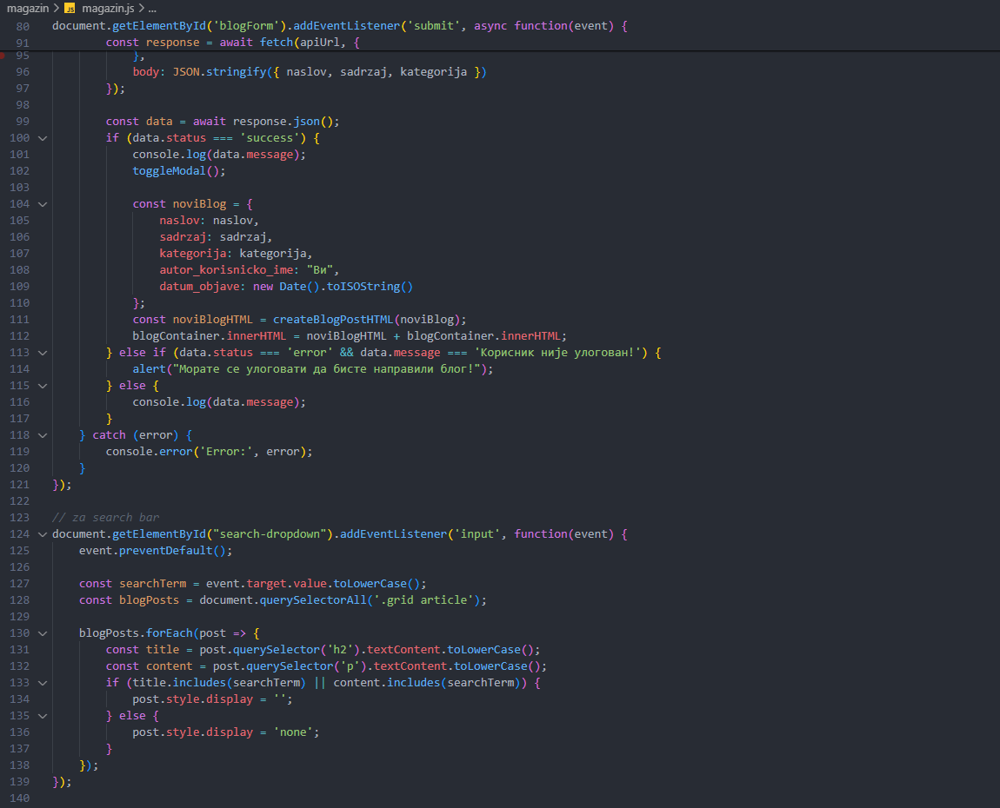 magazin > JS magazin.js > ...
80 document.getElementById('blogForm').addEventListener('submit', async function(event) {
91 const response = await fetch(apiUrl, {
95 },
96 body: JSON.stringify({ naslov, sadrzaj, kategorija })
97 });
98
99 const data = await response.json();
100 if (data.status === 'success') {
101 console.log(data.message);
102 toggleModal();
103
104 const noviBlog = {
105 naslov: naslov,
106 sadrzaj: sadrzaj,
107 kategorija: kategorija,
108 autor_korisnicko_ime: "Ви",
109 datum_objave: new Date().toISOString()
110 };
111 const noviBlogHTML = createBlogPostHTML(noviBlog);
112 blogContainer.innerHTML = noviBlogHTML + blogContainer.innerHTML;
113 } else if (data.status === 'error' && data.message === 'Корисник није улогован!') {
114 alert("Морате се улоговати да бисте направили блог!");
115 } else {
116 console.log(data.message);
117 }
118 } catch (error) {
119 console.error('Error:', error);
120 }
121 });
122
123 // za search bar
124 document.getElementById("search-dropdown").addEventListener('input', function(event) {
125 event.preventDefault();
126
127 const searchTerm = event.target.value.toLowerCase();
128 const blogPosts = document.querySelectorAll('.grid article');
129
130 blogPosts.forEach(post => {
131 const title = post.querySelector('h2').textContent.toLowerCase();
132 const content = post.querySelector('p').textContent.toLowerCase();
133 if (title.includes(searchTerm) || content.includes(searchTerm)) {
134 post.style.display = '';
135 } else {
136 post.style.display = 'none';
137 }
138 });
139 });
140